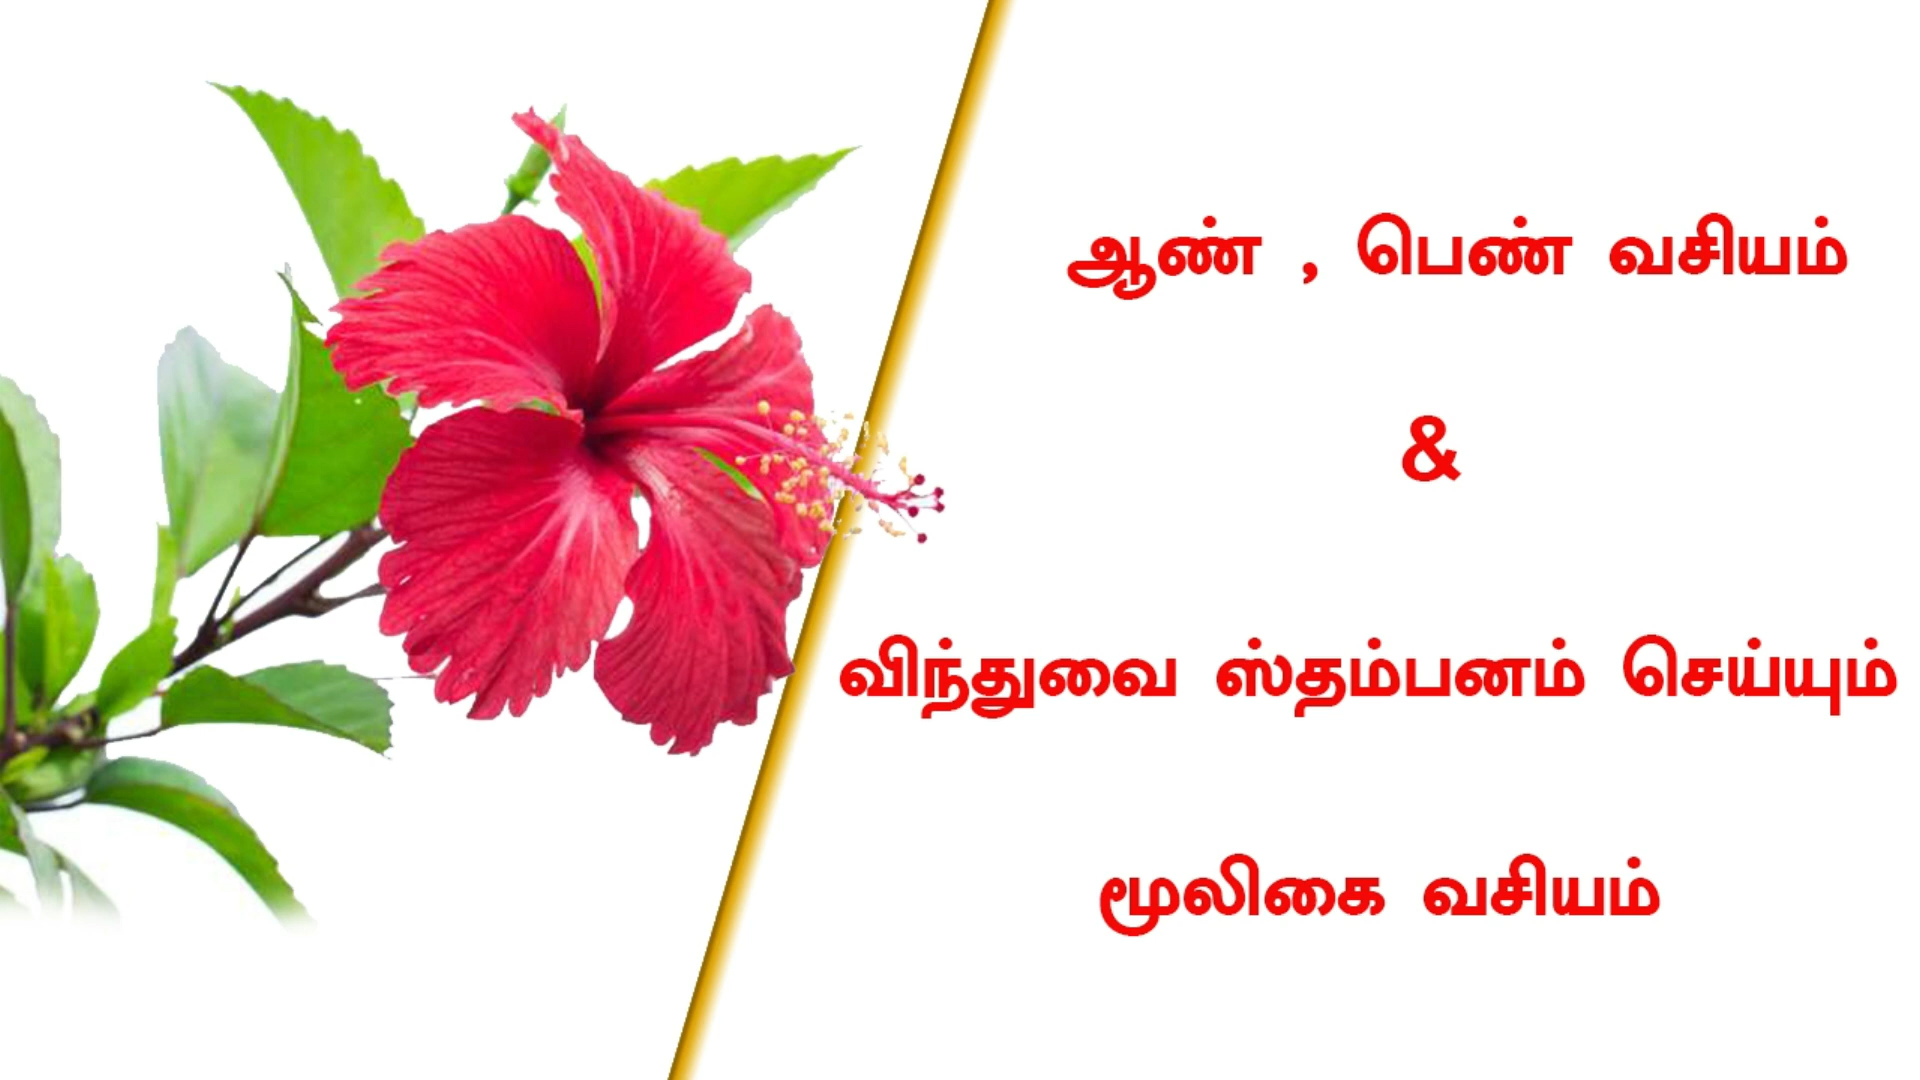 ஆண் , பெண் வசியம்
&
விந்துவை ஸ்தம்பனம் செய்யும்
மூலிகை வசியம்